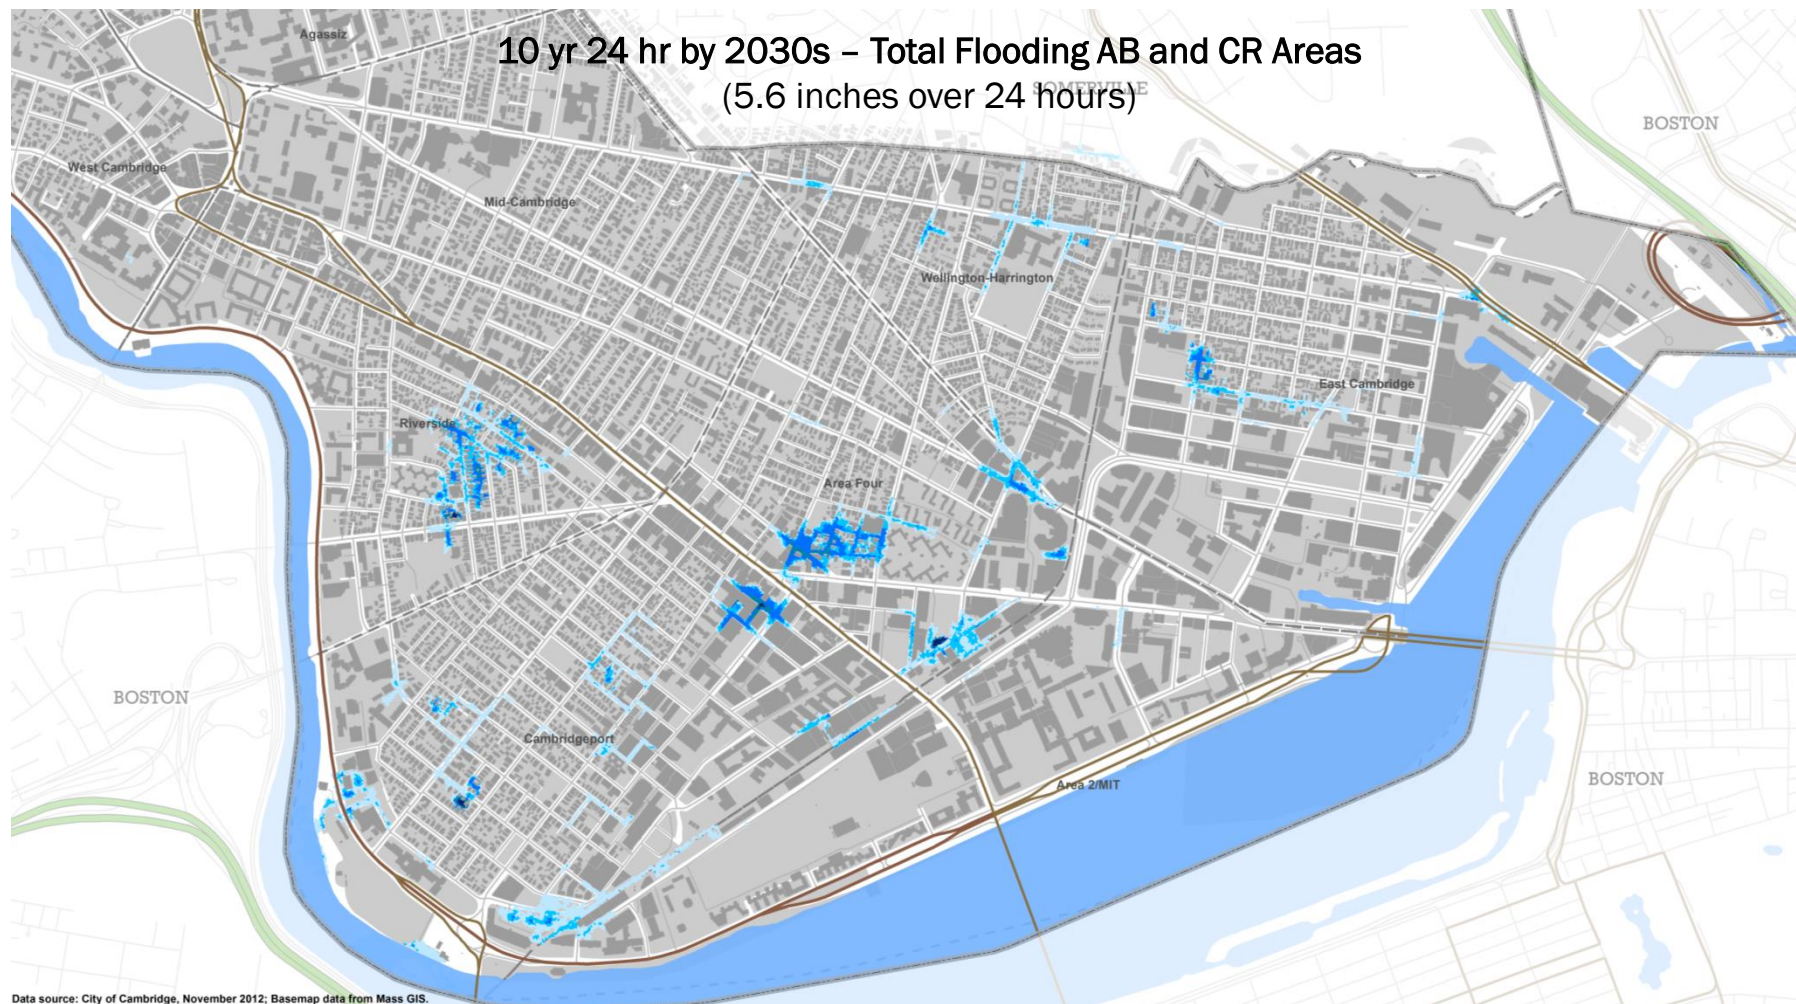 Agassiz
10 yr 24 hr by 2030s – Total Flooding AB and CR Areas
(5.6 inches over 24 hours)
SOMERVILLE
BOSTON
West Cambridge
Mid-Cambridge
Wellington-Harrington
East Cambridge
Riverside
Area Four
BOSTON
Cambridgeport
Area 2/MIT
BOSTON
Data source: City of Cambridge, November 2012; Basemap data from Mass GIS.